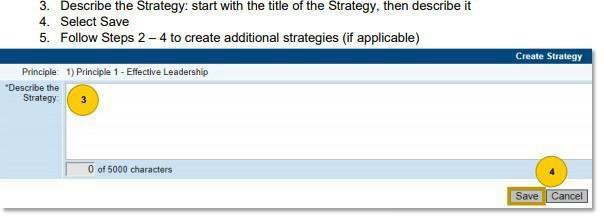 3. Describe the Strategy: start with the title of the Strategy, then describe it
4. Select Save
5. Follow Steps 2 – 4 to create additional strategies (if applicable)
Create Strategy
Principle: 1) Principle 1 - Effective Leadership
*Describe the
Strategy:
3
0 of 5000 characters
4
Save Cancel